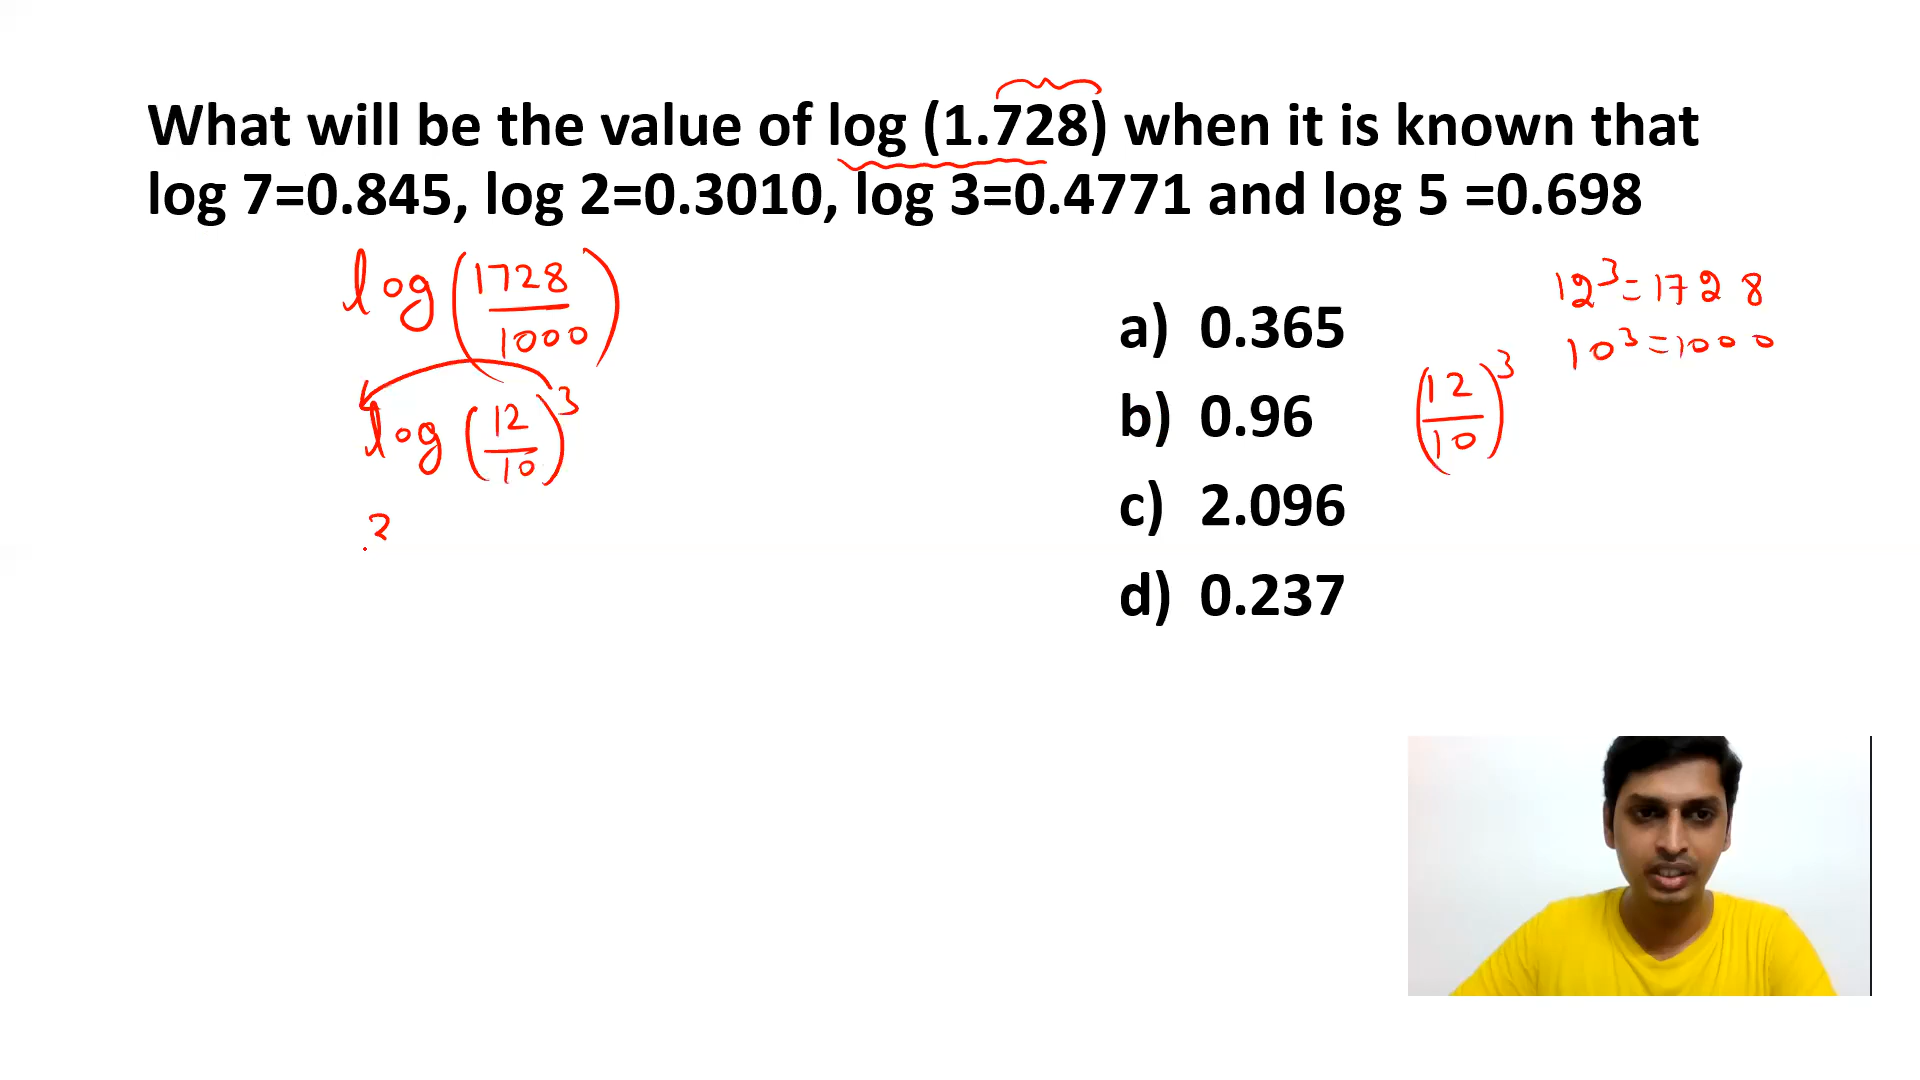 What will be the value of log (1.728) when it is known that
log 7=0.845, log 2=0.3010, log 3=0.4771 and log 5 =0.698
log (1728/1000)
log (12/10)^3
3
a) 0.365
b) 0.96
c) 2.096
d) 0.237
12^3 = 1728
10^3 = 1000
(12/10)^3